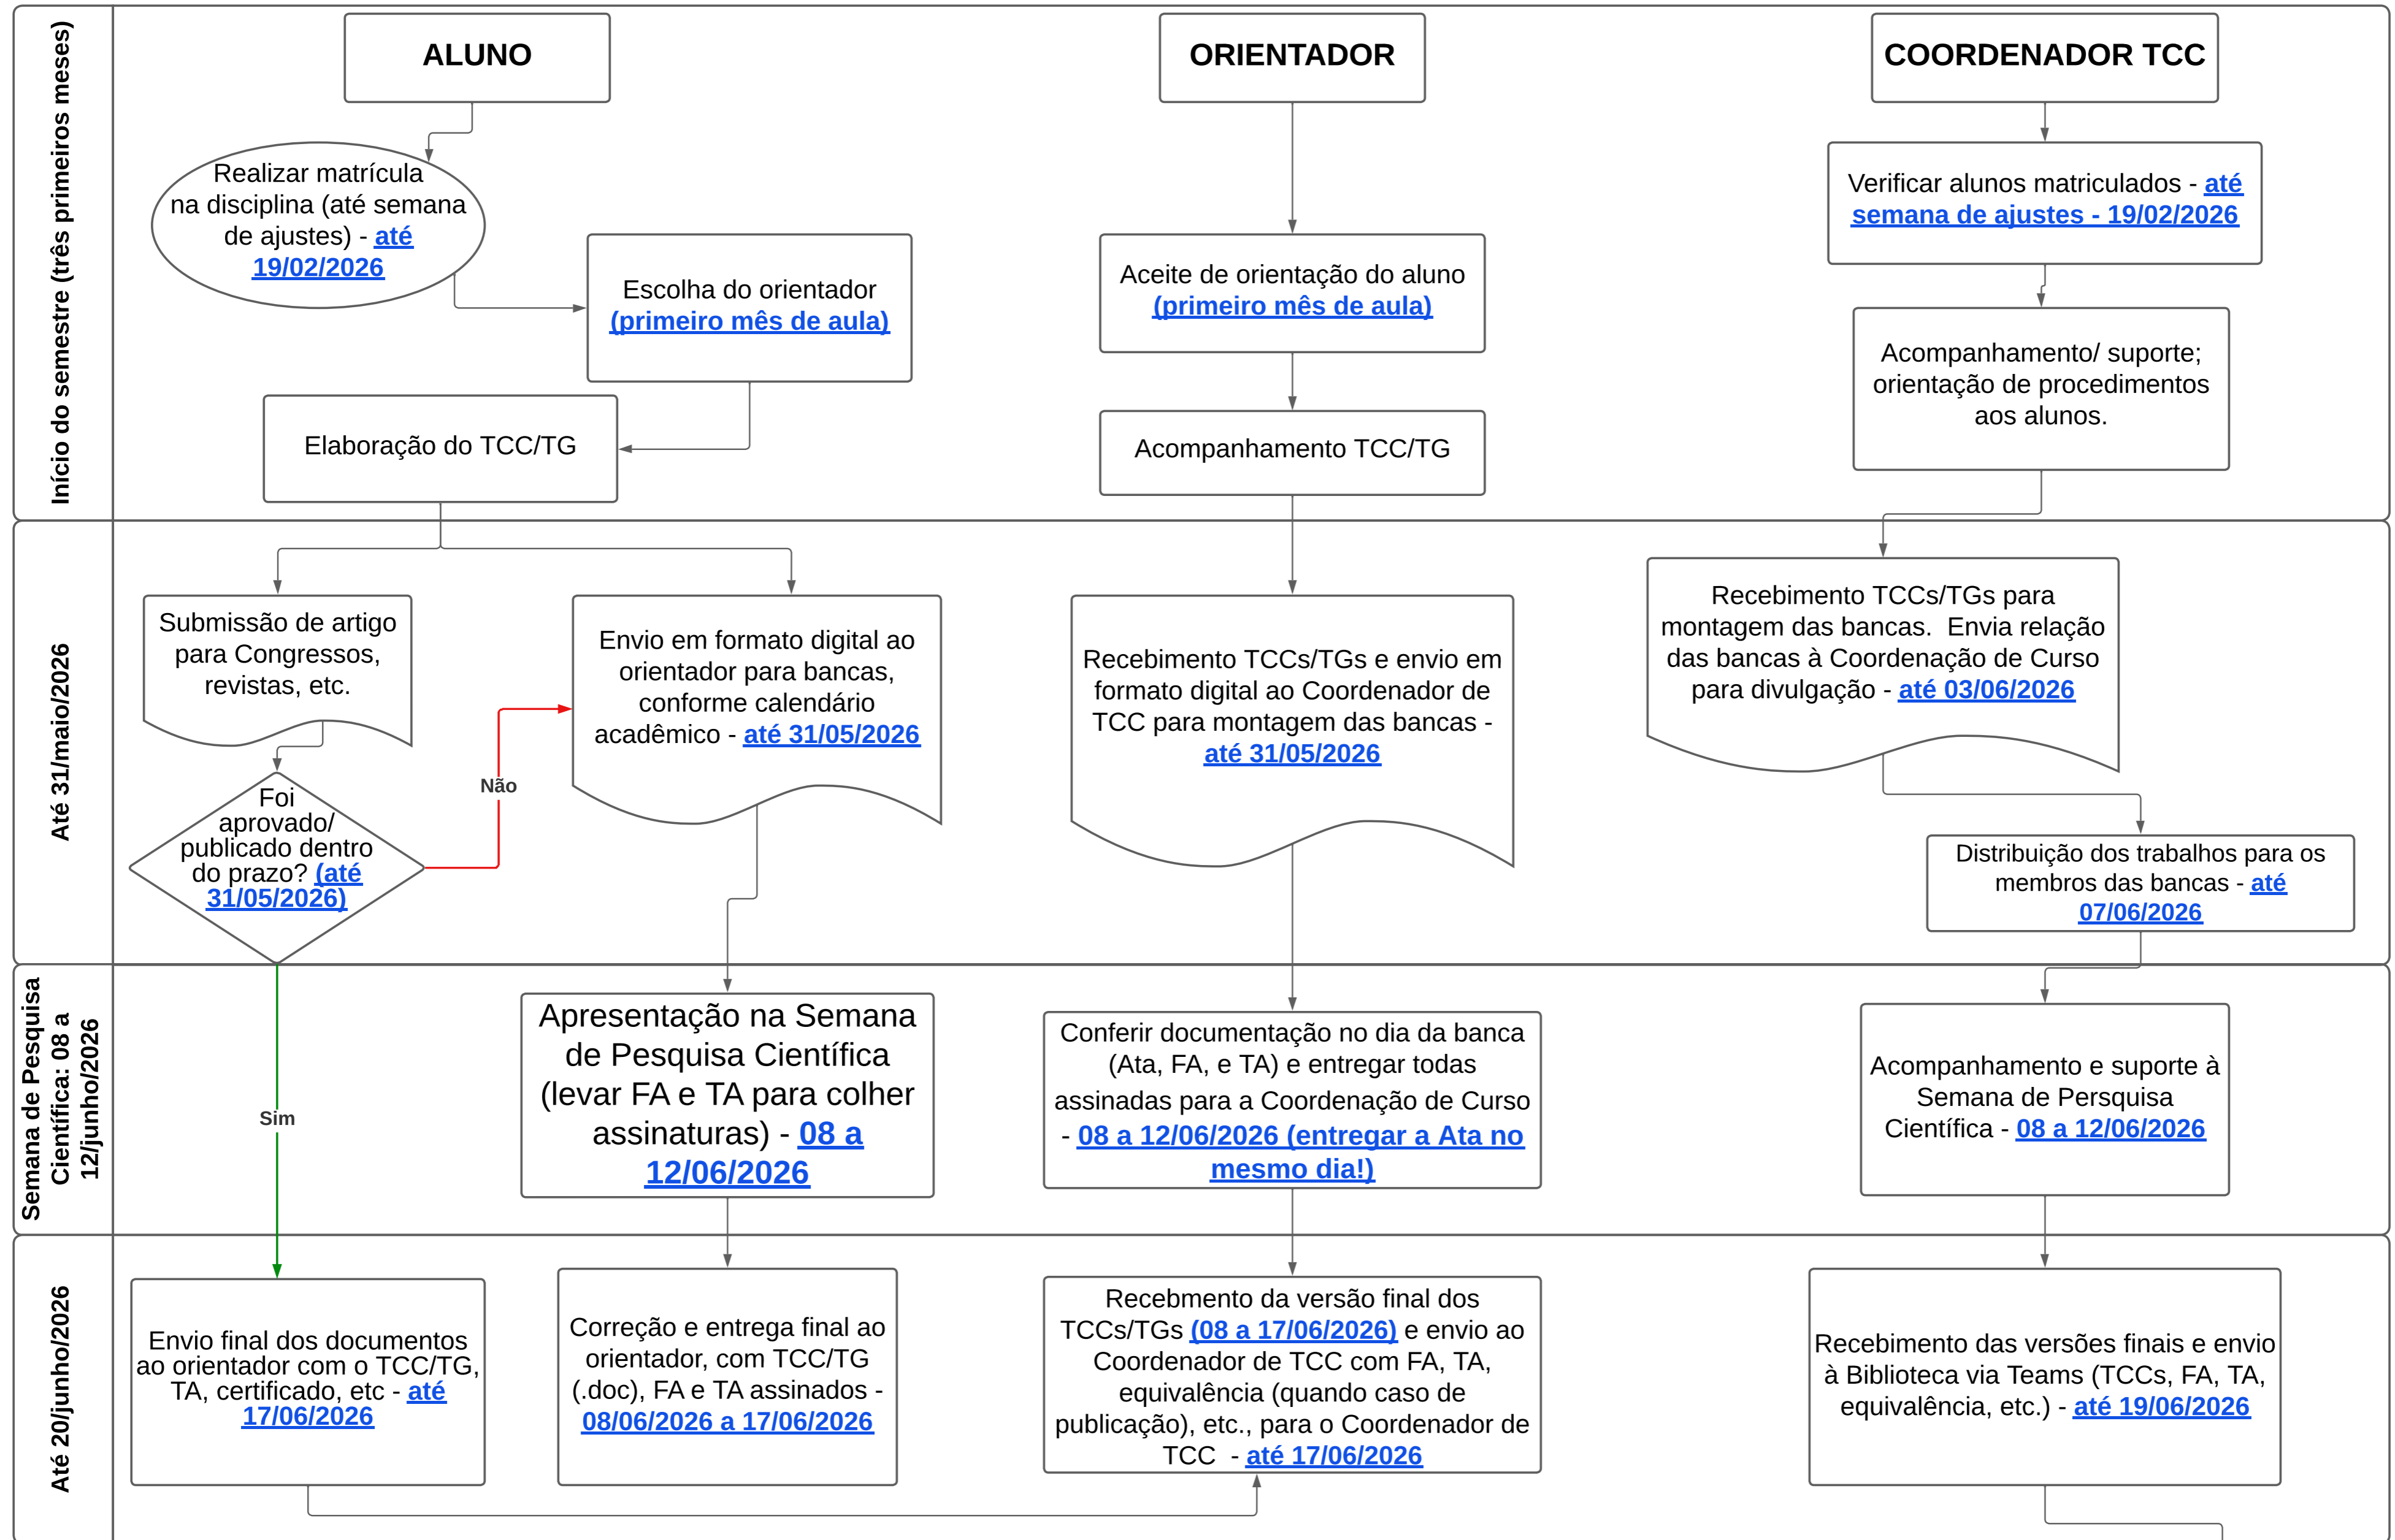 Início do semestre (três primeiros meses)
ALUNO
ORIENTADOR
COORDENADOR TCC
Realizar matrícula
na disciplina (até semana
de ajustes) - até
19/02/2026
Escolha do orientador
(primeiro mês de aula)
Elaboração do TCC/TG
Aceite de orientação do aluno
(primeiro mês de aula)
Acompanhamento TCC/TG
Verificar alunos matriculados - até
semana de ajustes - 19/02/2026
Acompanhamento/ suporte;
orientação de procedimentos
aos alunos.
Até 31/maio/2026
Submissão de artigo
para Congressos,
revistas, etc.
Foi
aprovado/
publicado dentro
do prazo? (até
31/05/2026)
Não
Envio em formato digital ao
orientador para bancas,
conforme calendário
acadêmico - até 31/05/2026
Recebimento TCCs/TGs e envio em
formato digital ao Coordenador de
TCC para montagem das bancas -
até 31/05/2026
Recebimento TCCs/TGs para
montagem das bancas.  Envia relação
das bancas à Coordenação de Curso
para divulgação - até 03/06/2026
Distribuição dos trabalhos para os
membros das bancas - até
07/06/2026
Semana de Pesquisa
Científica: 08 a
12/junho/2026
Sim
Apresentação na Semana
de Pesquisa Científica
(levar FA e TA para colher
assinaturas) - 08 a
12/06/2026
Conferir documentação no dia da banca
(Ata, FA, e TA) e entregar todas
assinadas para a Coordenação de Curso
- 08 a 12/06/2026 (entregar a Ata no
mesmo dia!)
Acompanhamento e suporte à
Semana de Persquisa
Científica - 08 a 12/06/2026
Até 20/junho/2026
Envio final dos documentos
ao orientador com o TCC/TG,
TA, certificado, etc - até
17/06/2026
Correção e entrega final ao
orientador, com TCC/TG
(.doc), FA e TA assinados -
08/06/2026 a 17/06/2026
Recebmento da versão final dos
TCCs/TGs (08 a 17/06/2026) e envio ao
Coordenador de TCC com FA, TA,
equivalência (quando caso de
publicação), etc., para o Coordenador de
TCC  - até 17/06/2026
Recebimento das versões finais e envio
à Biblioteca via Teams (TCCs, FA, TA,
equivalência, etc.) - até 19/06/2026